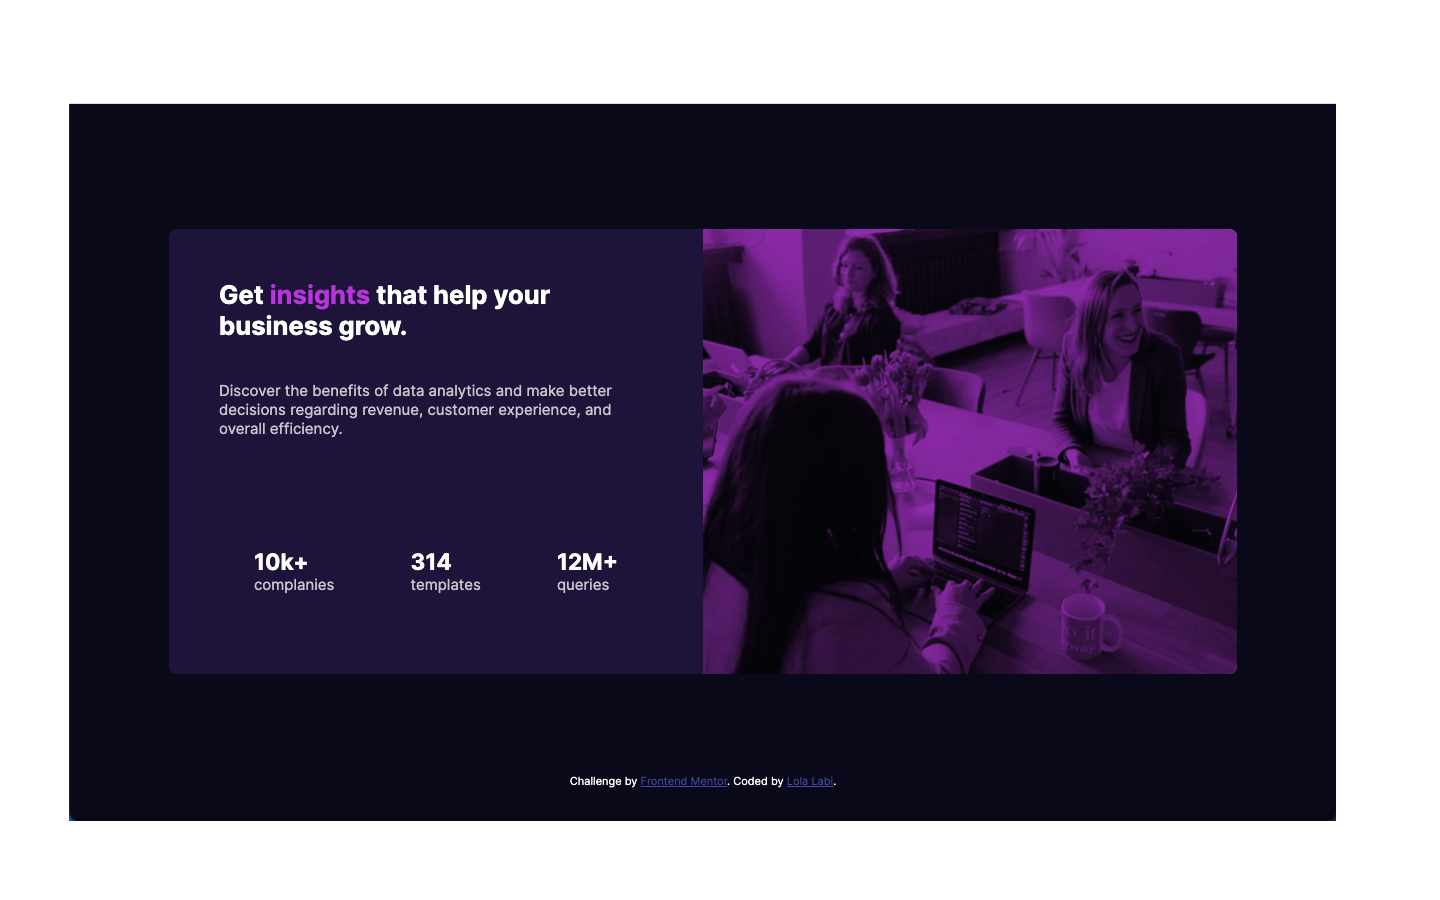 Get insights that help your
business grow.
Discover the benefits of data analytics and make better
decisions regarding revenue, customer experience, and
overall efficiency.
10k+ 314 12M+
complanies templates queries
Challenge by Frontend Mentor. Coded by Lola Labi.